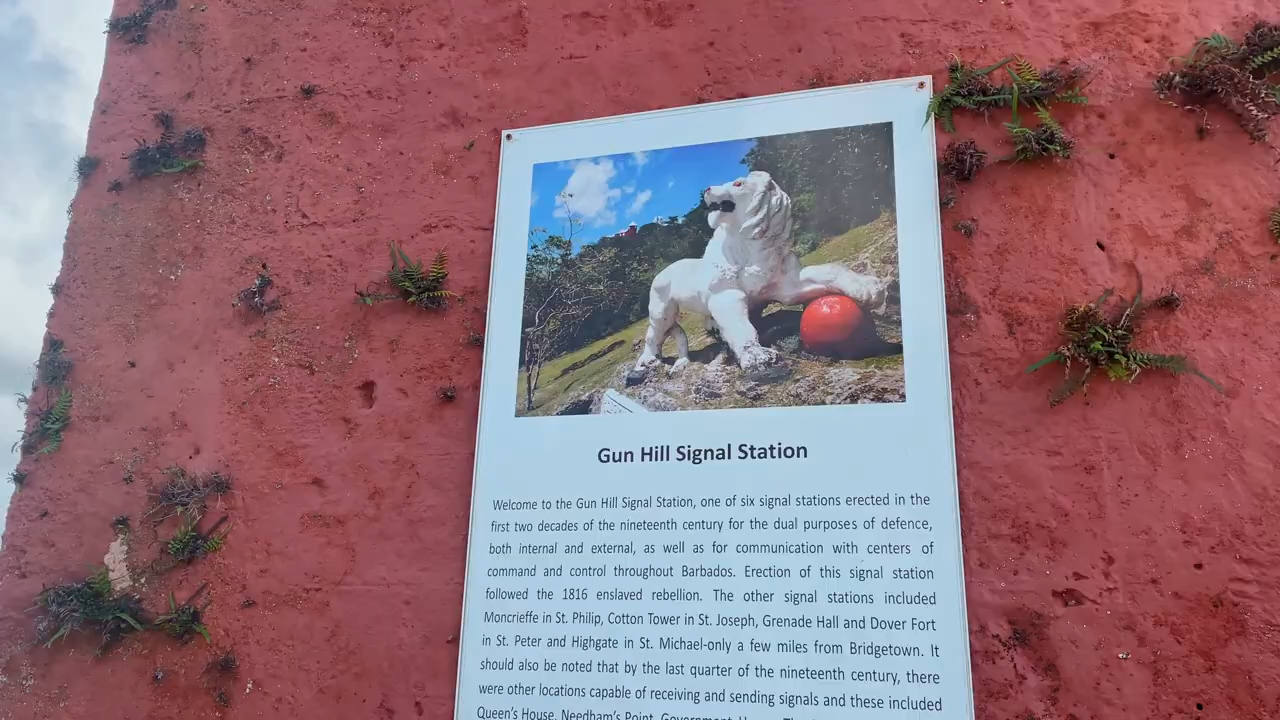 Gun Hill Signal Station
Welcome to the Gun Hill Signal Station, one of six signal stations erected in the
first two decades of the nineteenth century for the dual purposes of defence,
both internal and external, as well as for communication with centers of
command and control throughout Barbados. Erection of this signal station
followed the 1816 enslaved rebellion. The other signal stations included
Moncrieffe in St. Philip, Cotton Tower in St. Joseph, Grenade Hall and Dover Fort
in St. Peter and Highgate in St. Michael-only a few miles from Bridgetown. It
should also be noted that by the last quarter of the nineteenth century, there
were other locations capable of receiving and sending signals and these included
Queen's House, Needham's Point, Government